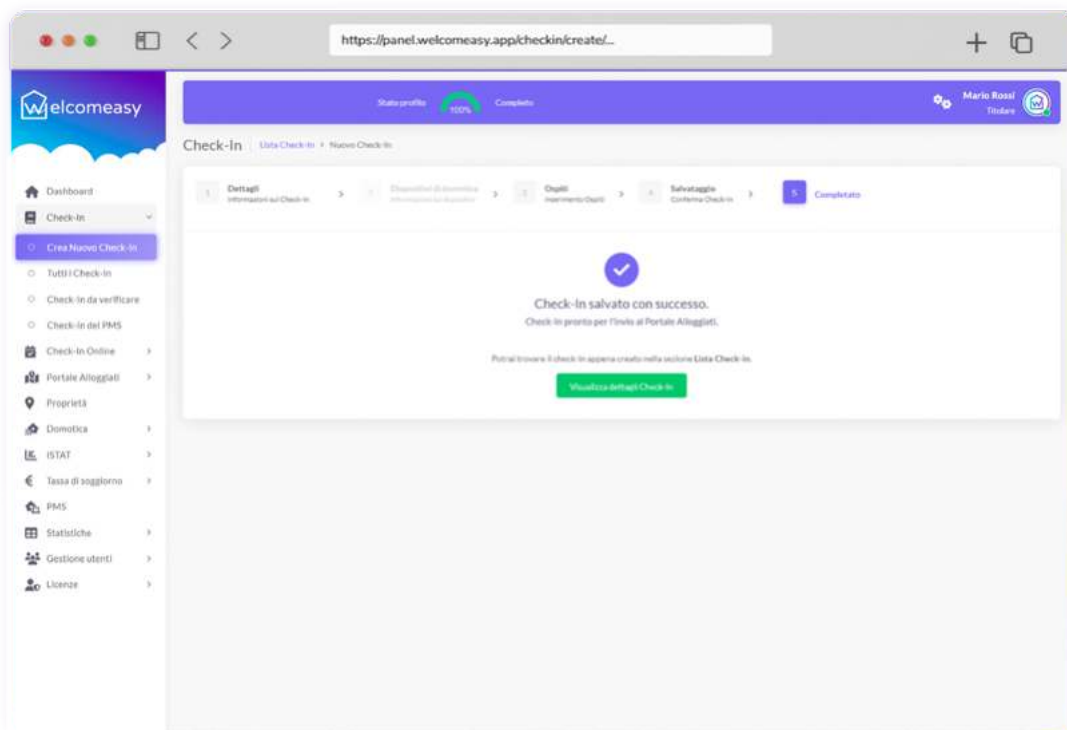 https://panel.welcomeasy.app/checkin/create/...
Welcomeasy
Stato profilo 100% Completo
Mario Rossi
Titolare
Check-In Lista Check-In Nuovo Check-In
Dashboard
Check-In
Crea Nuovo Check-In
Tutti i Check-In
Check-In da verificare
Check-In del PMS
Check-In Online
Portale Alloggiati
Proprietà
Domotica
ISTAT
Tassa di soggiorno
PMS
Statistiche
Gestione utenti
Licenze
1 Dettagli
Informazioni sul Check-In
Dispositivi di domotica
3 Ospiti
Inserimento Ospiti
4 Salvataggio
Conferma Check-In
5 Completato
Check-In salvato con successo.
Check-in pronto per l'invio al Portale Alloggiati.
Potrai trovare il check-in appena creato nella sezione Lista Check-in.
Visualizza dettagli Check-In